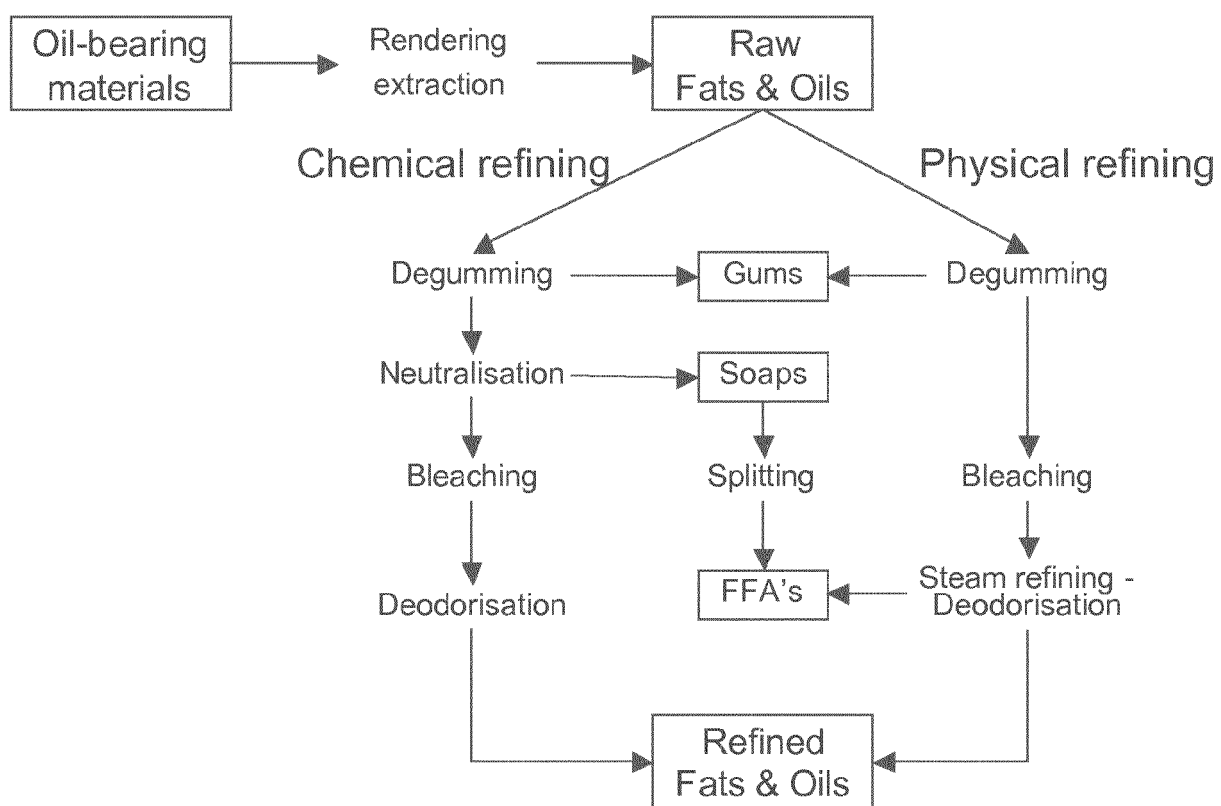 Oil-bearing
materials
Rendering
extraction
Raw
Fats & Oils
Chemical refining
Physical refining
Degumming
Gums
Degumming
Neutralisation
Soaps
Bleaching
Splitting
Bleaching
Deodorisation
FFA's
Steam refining -
Deodorisation
Refined
Fats & Oils